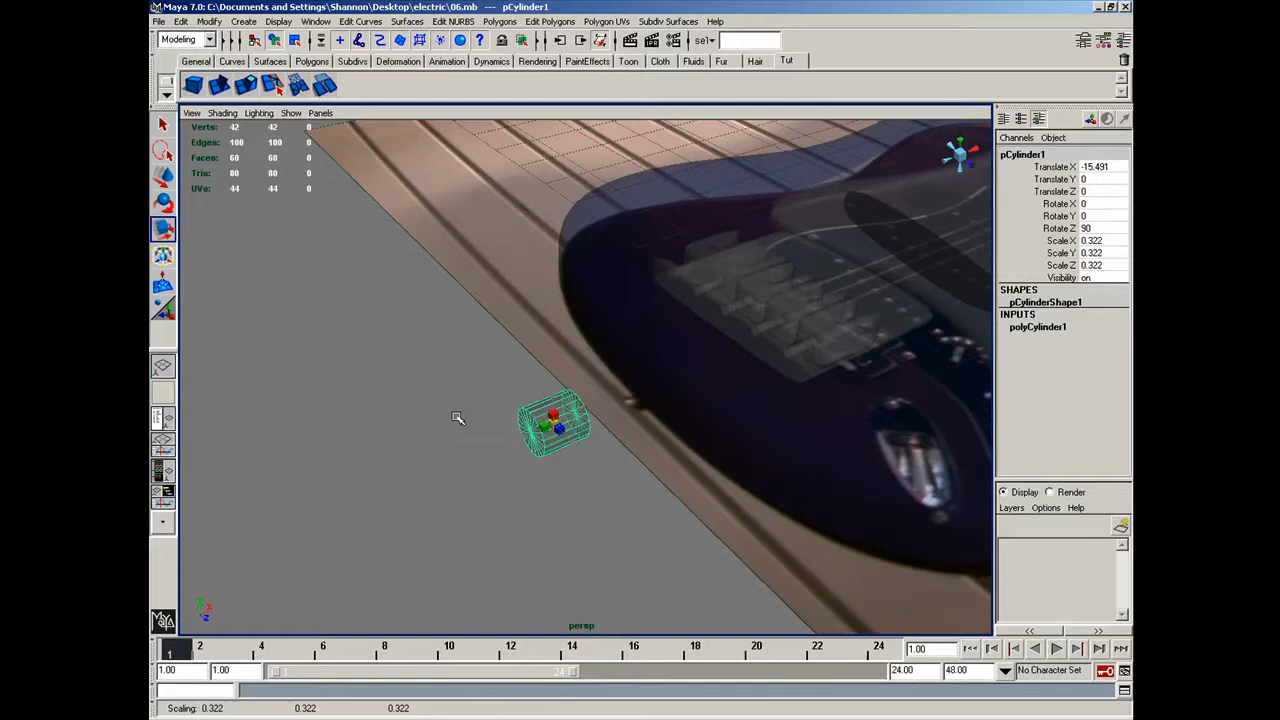 Maya 7.0: C:\Documents and Settings\Shannon\Desktop\electric\06.mb --- pCylinder1
File Edit Modify Create Display Window Edit Curves Surfaces Edit NURBS Polygons Edit Polygons Polygon UVs Subdiv Surfaces Help
Modeling sel
General Curves Surfaces Polygons Subdivs Deformation Animation Dynamics Rendering PaintEffects Toon Cloth Fluids Fur Hair Tut
View Shading Lighting Show Panels
Verts: 42 42 0
Edges: 100 100 0
Faces: 60 60 0
Tris: 80 80 0
UVs: 44 44 0
Channels Object
pCylinder1
Translate X -15.491
Translate Y 0
Translate Z 0
Rotate X 0
Rotate Y 0
Rotate Z 90
Scale X 0.322
Scale Y 0.322
Scale Z 0.322
Visibility on
SHAPES
pCylinderShape1
INPUTS
polyCylinder1
Display Render
Layers Options Help
persp
1 2 4 6 8 10 12 14 16 18 20 22 24 1.00
1.00 1.00 24 24.00 48.00 No Character Set
Scaling: 0.322 0.322 0.322